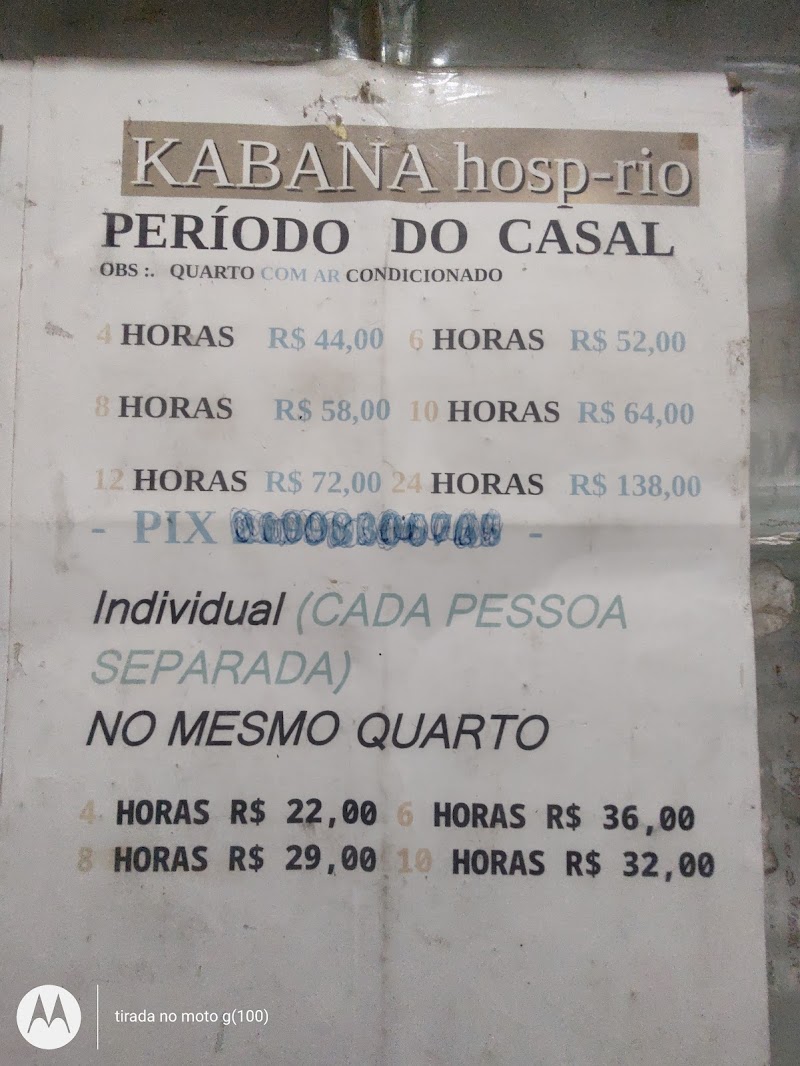 KABANA hosp-rio
PERÍODO DO CASAL
OBS :. QUARTO COM AR CONDICIONADO
4 HORAS R$ 44,00 6 HORAS R$ 52,00
8 HORAS R$ 58,00 10 HORAS R$ 64,00
12 HORAS R$ 72,00 24 HORAS R$ 138,00
- PIX -
Individual (CADA PESSOA
SEPARADA)
NO MESMO QUARTO
4 HORAS R$ 22,00 6 HORAS R$ 36,00
8 HORAS R$ 29,00 10 HORAS R$ 32,00
tirada no moto g(100)